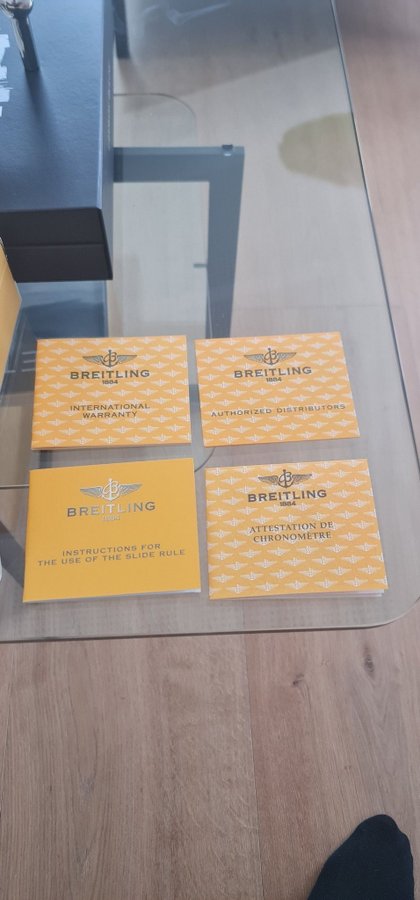 BREITLING
1884
INTERNATIONAL
WARRANTY
BREITLING
1884
AUTHORIZED DISTRIBUTORS
BREITLING
1884
INSTRUCTIONS FOR
THE USE OF THE SLIDE RULE
BREITLING
1884
ATTESTATION DE
CHRONOMÈTRE